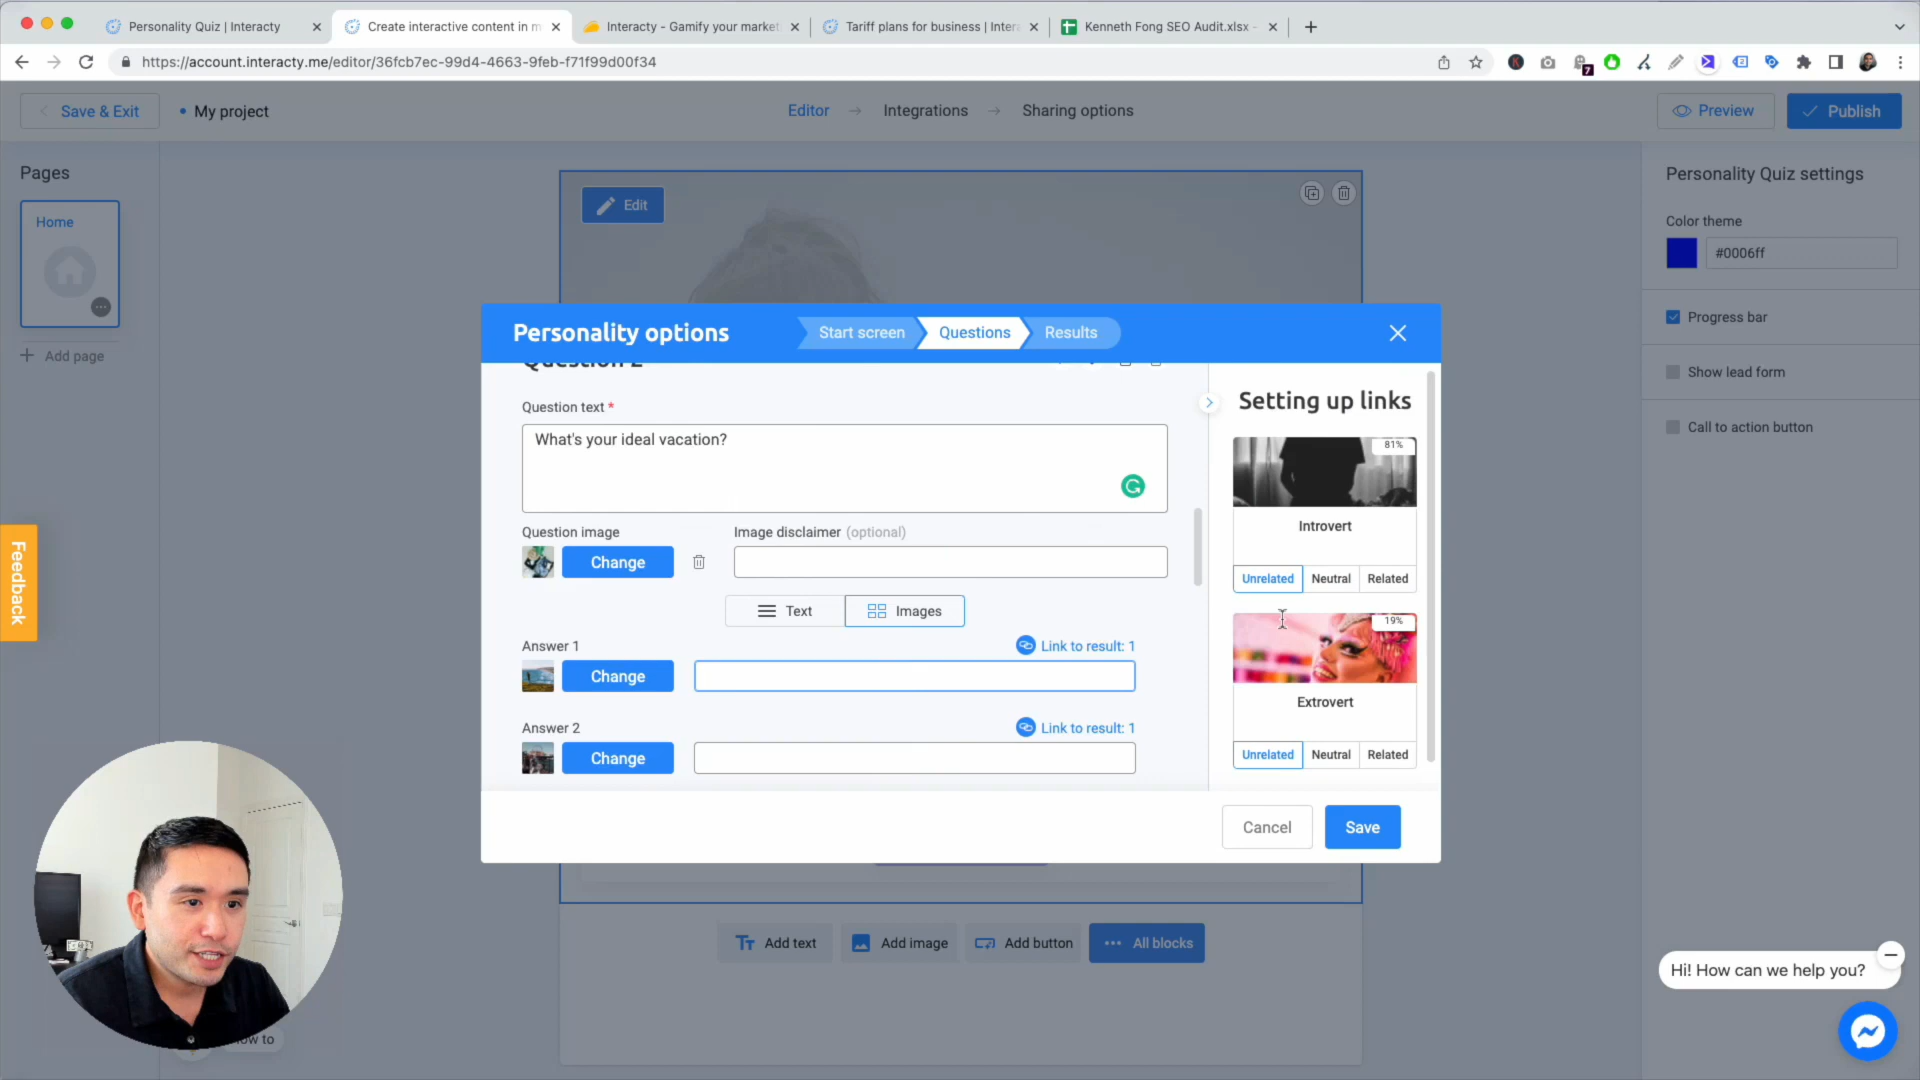 Personality Quiz | Interacty
Create interactive content in m
Interacty - Gamify your market
Tariff plans for business | Inter
Kenneth Fong SEO Audit.xlsx -
https://account.interacty.me/editor/36fcb7ec-99d4-4663-9feb-f71f99d00f34
7
Save & Exit
My project
Editor
Integrations
Sharing options
Preview
Publish
Pages
Home
Add page
Feedback
Edit
Personality Quiz settings
Color theme
#0006ff
Progress bar
Show lead form
Call to action button
Personality options
Start screen
Questions
Results
Question 2
Question text *
What's your ideal vacation?
Question image
Image disclaimer (optional)
Change
Text
Images
Answer 1
Link to result: 1
Change
Answer 2
Link to result: 1
Change
Setting up links
81%
Introvert
Unrelated
Neutral
Related
19%
Extrovert
Unrelated
Neutral
Related
Cancel
Save
Add text
Add image
Add button
All blocks
Hi! How can we help you?
ow to